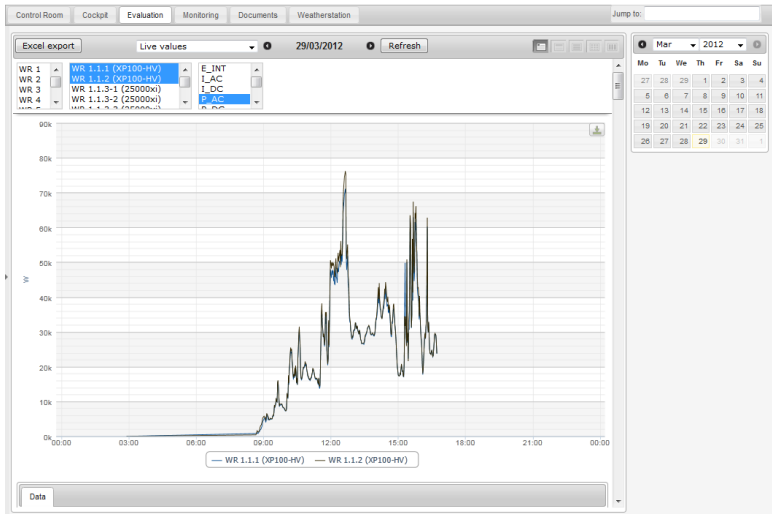 Control Room Cockpit Evaluation Monitoring Documents Weatherstation Jump to:
Excel export Live values 29/03/2012 Refresh
Mar 2012
WR 1 WR 1.1.1 (XP100-HV) E_INT
WR 2 WR 1.1.2 (XP100-HV) I_AC
WR 3 WR 1.1.3-1 (25000xi) I_DC
WR 4 WR 1.1.3-2 (25000xi) P_AC
Mo Tu We Th Fr Sa Su
27 28 29 1 2 3 4
5 6 7 8 9 10 11
12 13 14 15 16 17 18
19 20 21 22 23 24 25
26 27 28 29 30 31 1
90k
80k
70k
60k
50k
W
40k
30k
20k
10k
0k
00:00 03:00 06:00 09:00 12:00 15:00 18:00 21:00 00:00
WR 1.1.1 (XP100-HV) WR 1.1.2 (XP100-HV)
Data